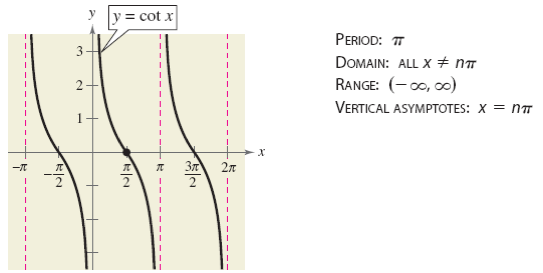 y
y = cot x
3
2
1
x
−π
−π/2
π/2
π
3π/2
2π
PERIOD: π
DOMAIN: ALL X ≠ nπ
RANGE: (−∞, ∞)
VERTICAL ASYMPTOTES: X = nπ